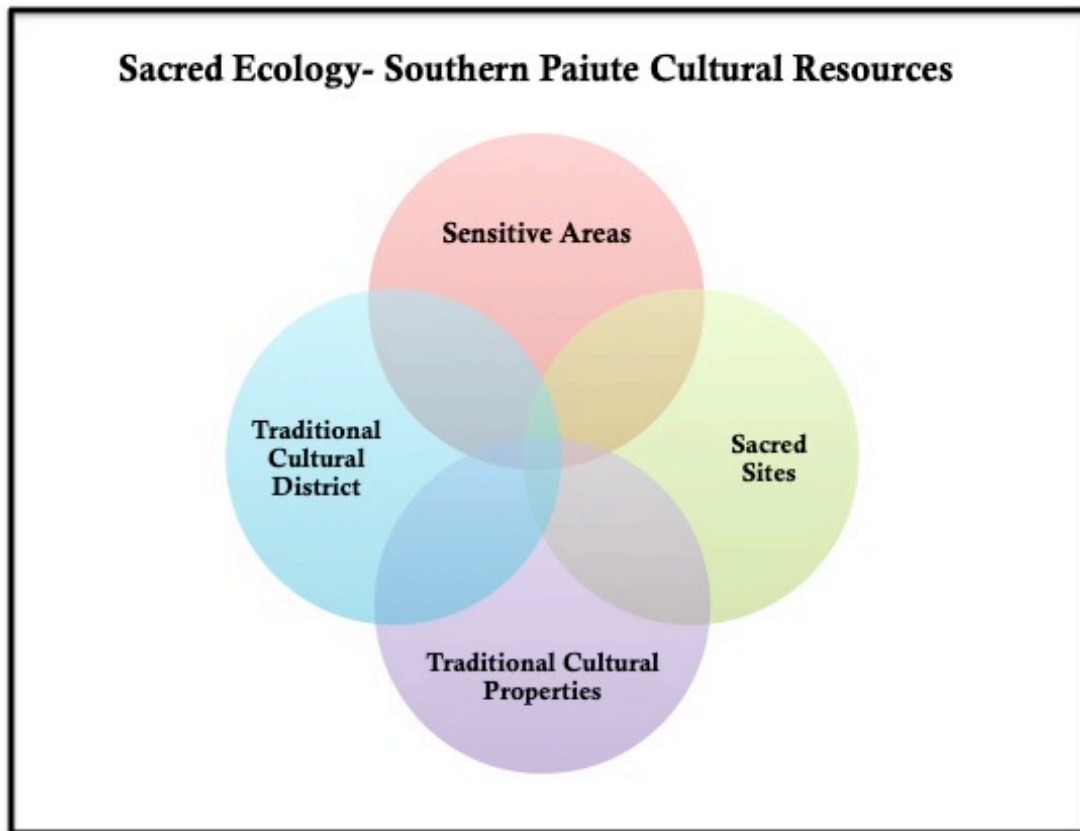 Sacred Ecology- Southern Paiute Cultural Resources
Sensitive Areas
Traditional
Cultural
District
Sacred
Sites
Traditional Cultural
Properties